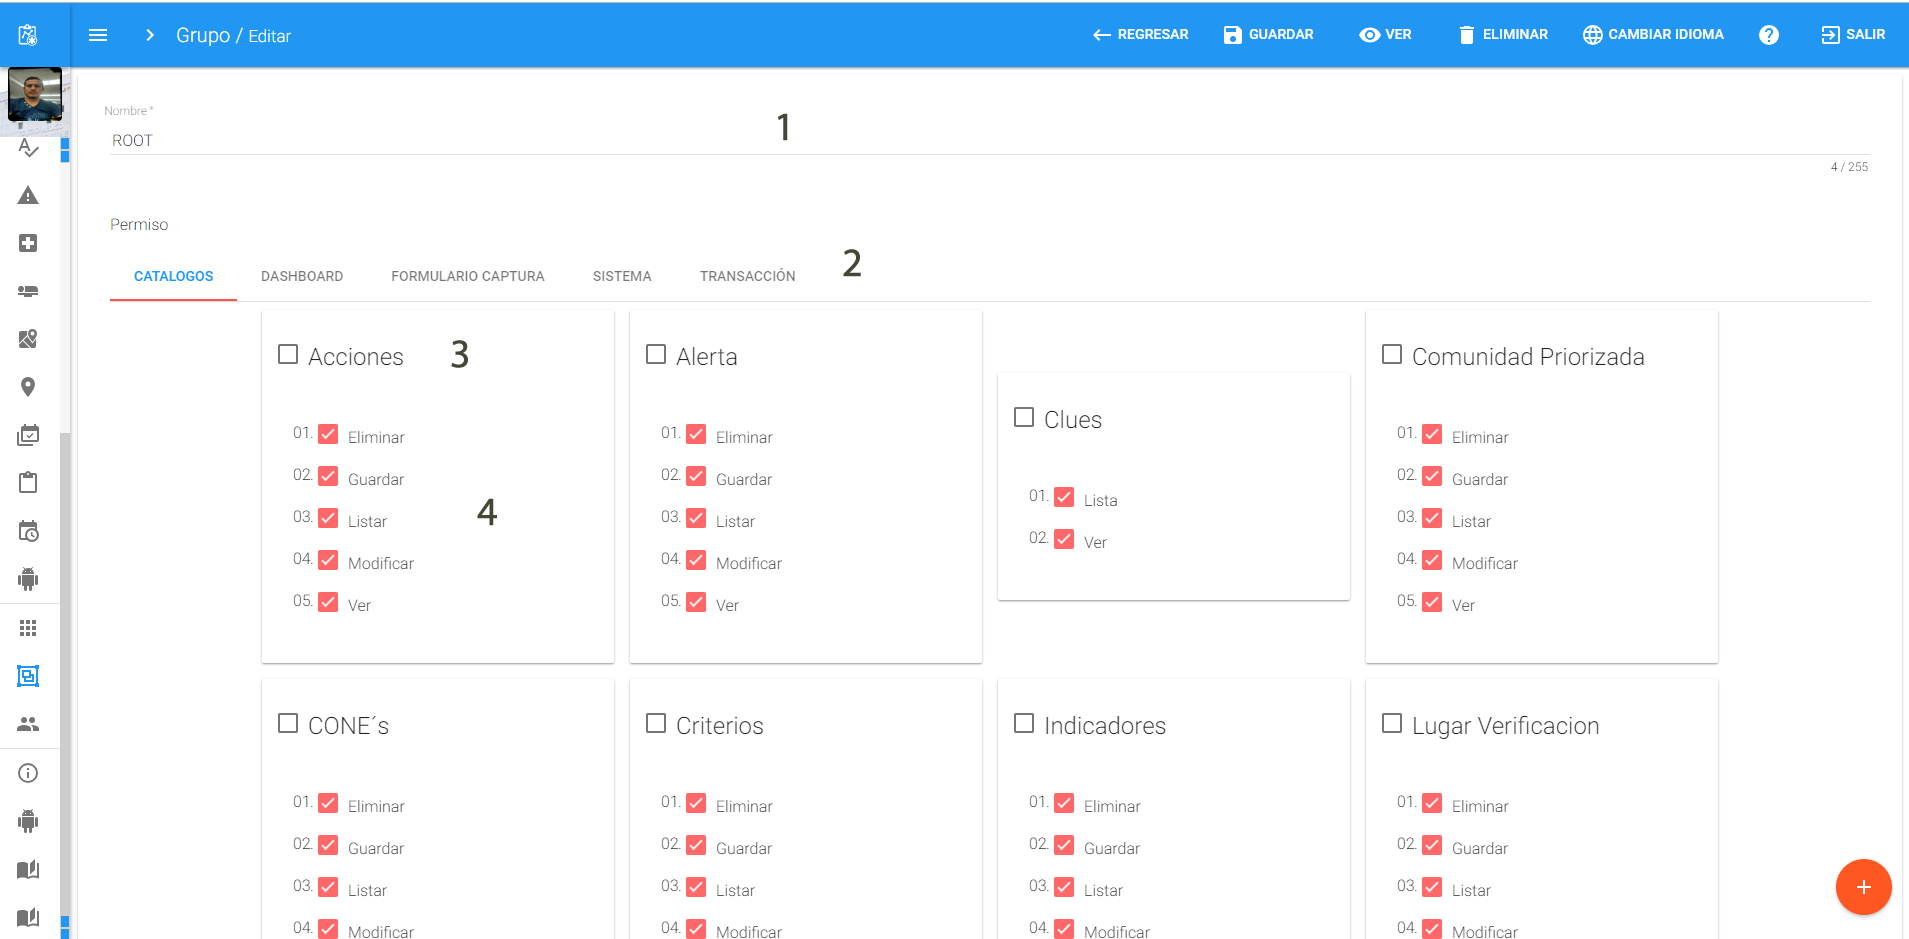 Grupo / Editar
REGRESAR
GUARDAR
VER
ELIMINAR
CAMBIAR IDIOMA
SALIR
Nombre *
1
ROOT
4 / 255
Permiso
2
CATALOGOS
DASHBOARD
FORMULARIO CAPTURA
SISTEMA
TRANSACCIÓN
Acciones
3
01. Eliminar
02. Guardar
03. Listar
4
04. Modificar
05. Ver
Alerta
01. Eliminar
02. Guardar
03. Listar
04. Modificar
05. Ver
Clues
01. Lista
02. Ver
Comunidad Priorizada
01. Eliminar
02. Guardar
03. Listar
04. Modificar
05. Ver
CONE´s
01. Eliminar
02. Guardar
03. Listar
04. Modificar
Criterios
01. Eliminar
02. Guardar
03. Listar
04. Modificar
Indicadores
01. Eliminar
02. Guardar
03. Listar
04. Modificar
Lugar Verificacion
01. Eliminar
02. Guardar
03. Listar
04. Modificar